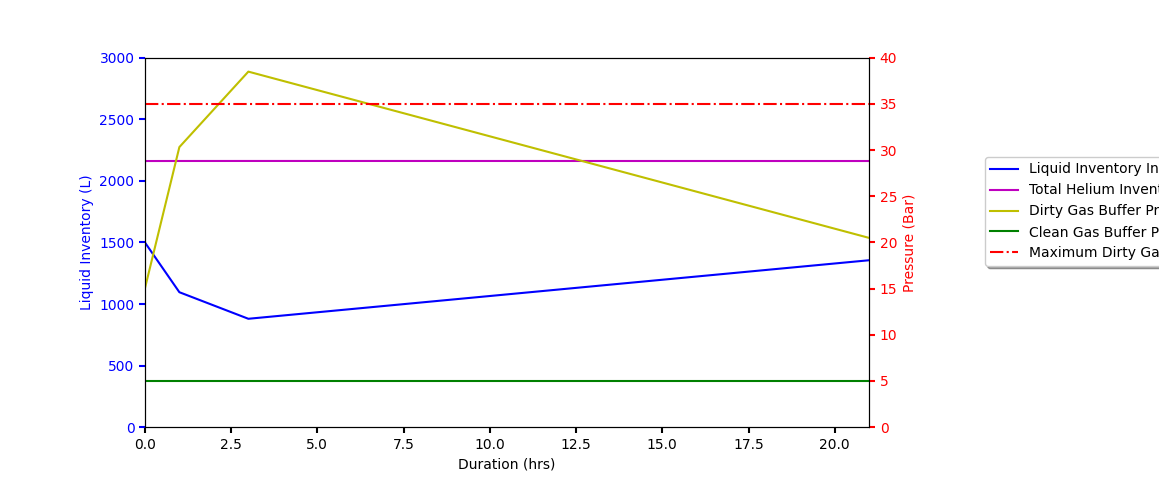 3000
2500
2000
1500
1000
500
0
Liquid Inventory (L)
0.0 2.5 5.0 7.5 10.0 12.5 15.0 17.5 20.0
Duration (hrs)
40
35
30
25
20
15
10
5
0
Pressure (Bar)
Liquid Inventory In
Total Helium Invent
Dirty Gas Buffer Pr
Clean Gas Buffer P
Maximum Dirty Ga